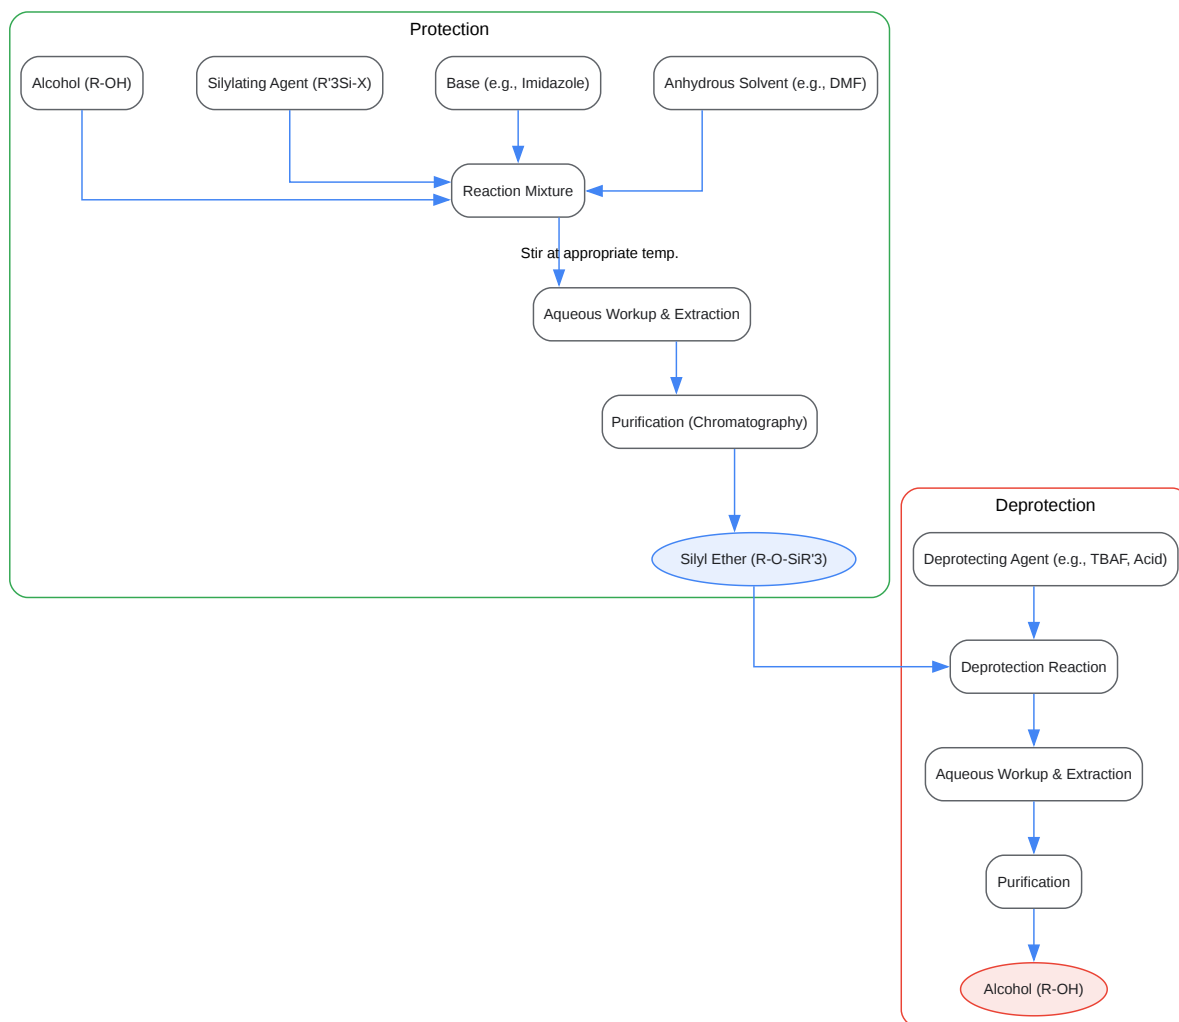 Protection
Alcohol (R-OH)
Silylating Agent (R'3Si-X)
Base (e.g., Imidazole)
Anhydrous Solvent (e.g., DMF)
Reaction Mixture
Stir at appropriate temp.
Aqueous Workup & Extraction
Purification (Chromatography)
Silyl Ether (R-O-SiR'3)
Deprotection
Deprotecting Agent (e.g., TBAF, Acid)
Deprotection Reaction
Aqueous Workup & Extraction
Purification
Alcohol (R-OH)